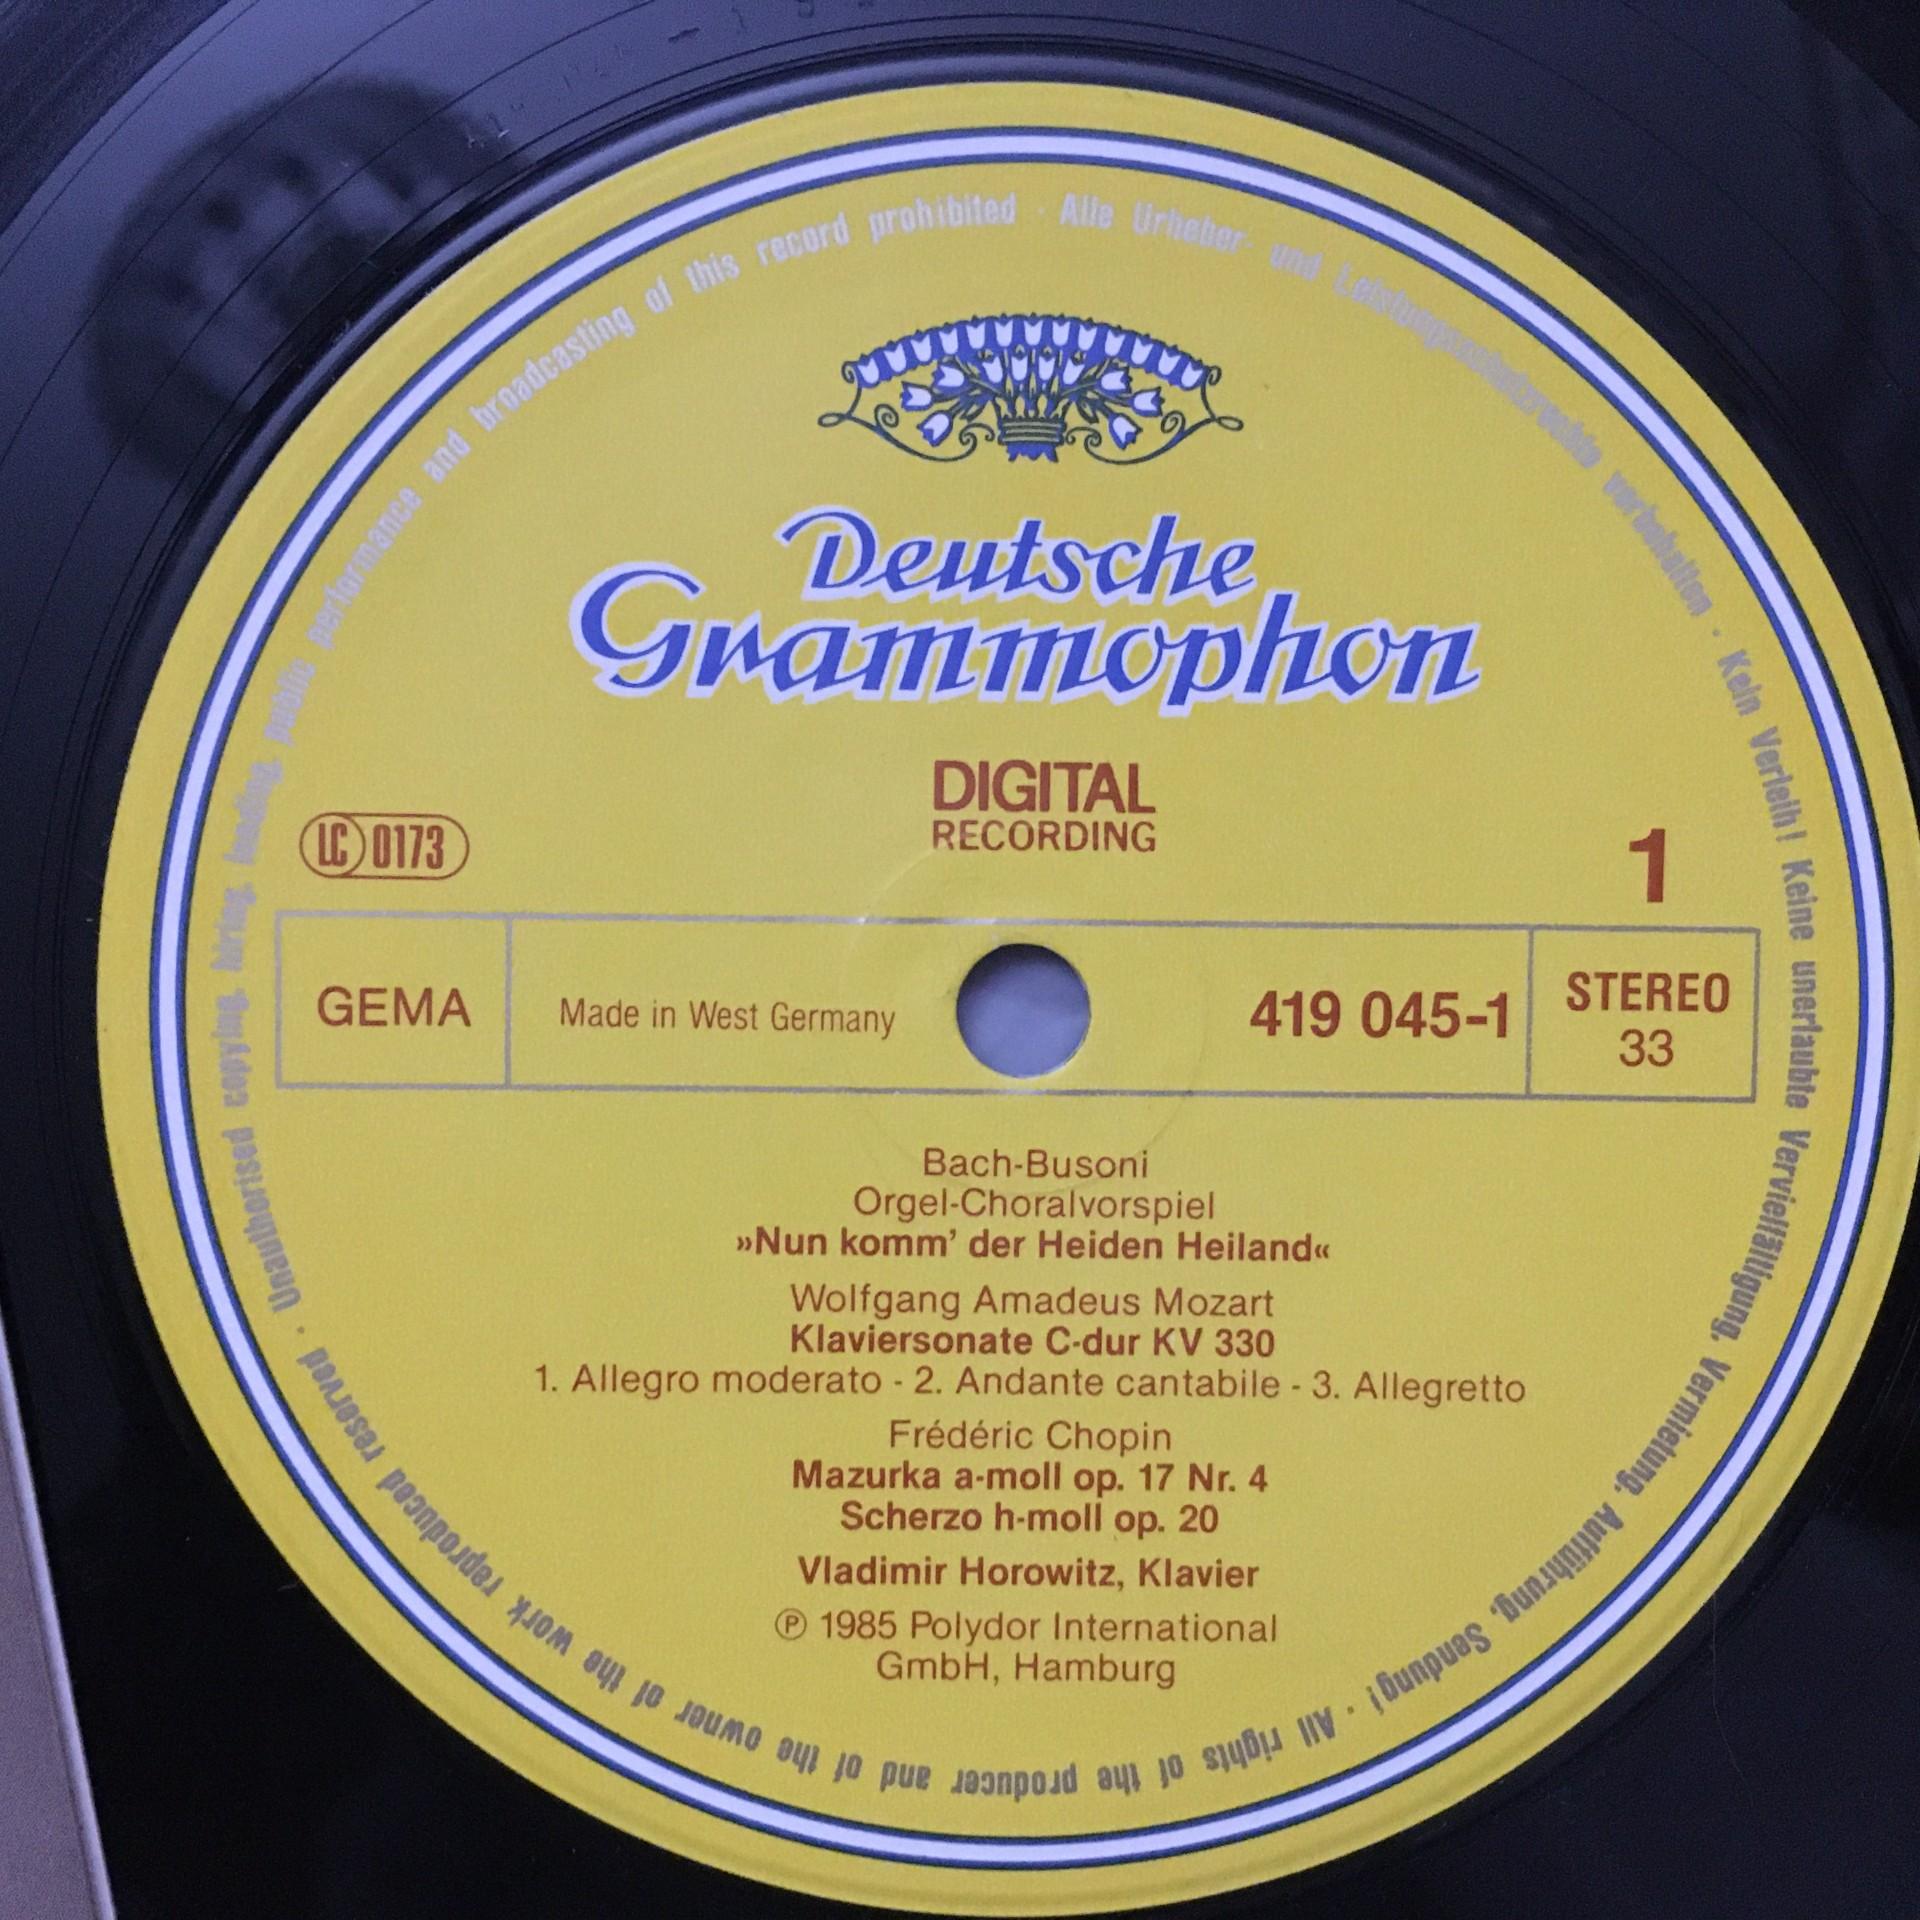 Deutsche
Grammophon
DIGITAL
RECORDING
LC 0173
1
GEMA
Made in West Germany
419 045-1
STEREO
33
Bach-Busoni
Orgel-Choralvorspiel
»Nun komm' der Heiden Heiland«
Wolfgang Amadeus Mozart
Klaviersonate C-dur KV 330
1. Allegro moderato - 2. Andante cantabile - 3. Allegretto
Frédéric Chopin
Mazurka a-moll op. 17 Nr. 4
Scherzo h-moll op. 20
Vladimir Horowitz, Klavier
℗ 1985 Polydor International
GmbH, Hamburg
Alle Urheber- und Leistungsschutzrechte vorbehalten · Kein Verleih! Keine unerlaubte Vervielfältigung, Vermietung, Aufführung, Sendung! · All rights of the producer and of the owner of the work reproduced reserved · Unauthorised copying, hiring, lending, public performance and broadcasting of this record prohibited ·